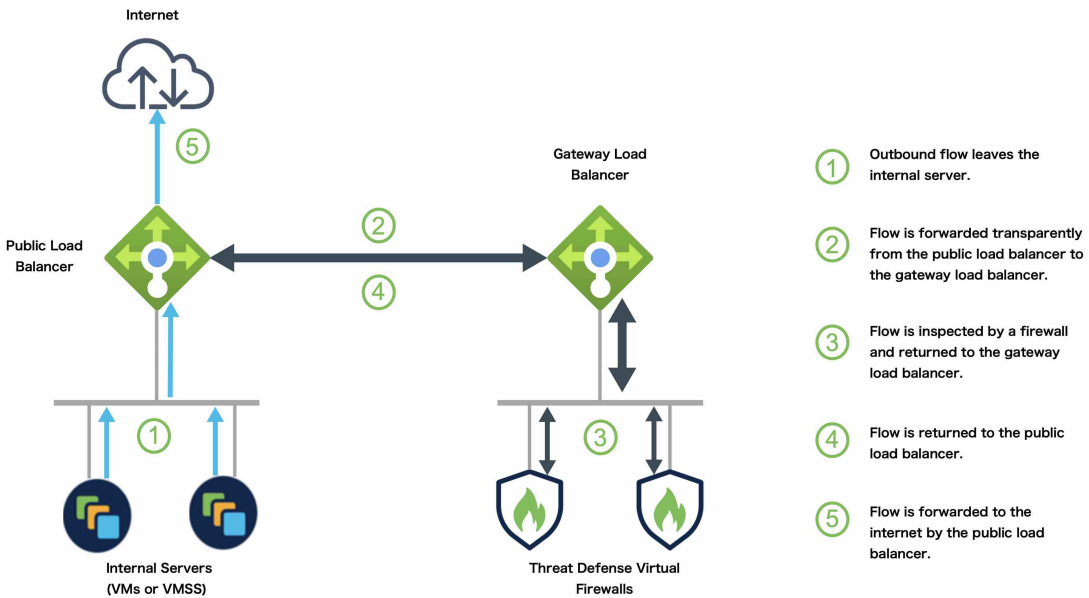 Internet
5
Gateway Load
Balancer
Public Load
Balancer
2
4
1
3
Internal Servers
(VMs or VMSS)
Threat Defense Virtual
Firewalls
1
Outbound flow leaves the
internal server.
2
Flow is forwarded transparently
from the public load balancer to
the gateway load balancer.
3
Flow is inspected by a firewall
and returned to the gateway
load balancer.
4
Flow is returned to the public
load balancer.
5
Flow is forwarded to the
internet by the public load
balancer.